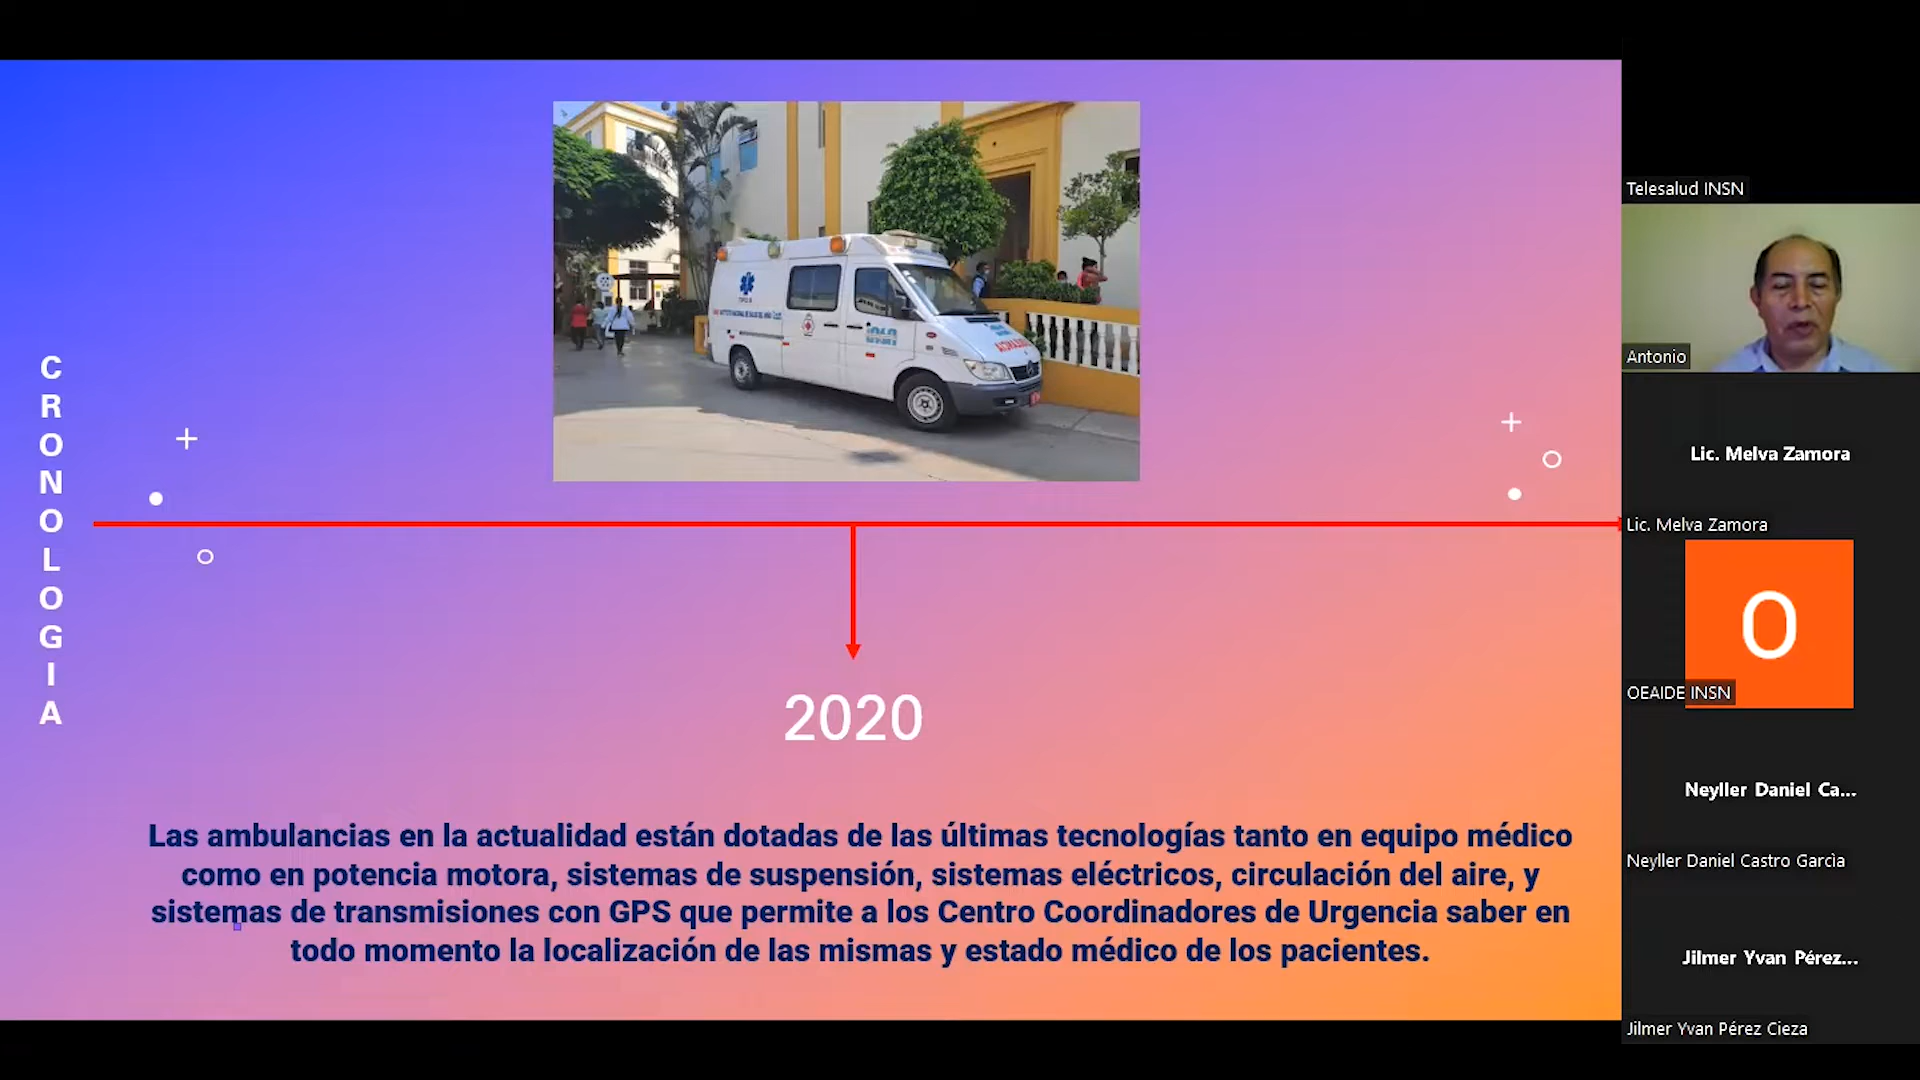 CRONOLOGIA
2020
Las ambulancias en la actualidad están dotadas de las últimas tecnologías tanto en equipo médico
como en potencia motora, sistemas de suspensión, sistemas eléctricos, circulación del aire, y
sistemas de transmisiones con GPS que permite a los Centro Coordinadores de Urgencia saber en
todo momento la localización de las mismas y estado médico de los pacientes.
Telesalud INSN
Antonio
Lic. Melva Zamora
Lic. Melva Zamora
O
OEAIDE INSN
Neyller Daniel Ca...
Neyller Daniel Castro Garcìa
Jilmer Yvan Pérez...
Jilmer Yvan Pérez Cieza